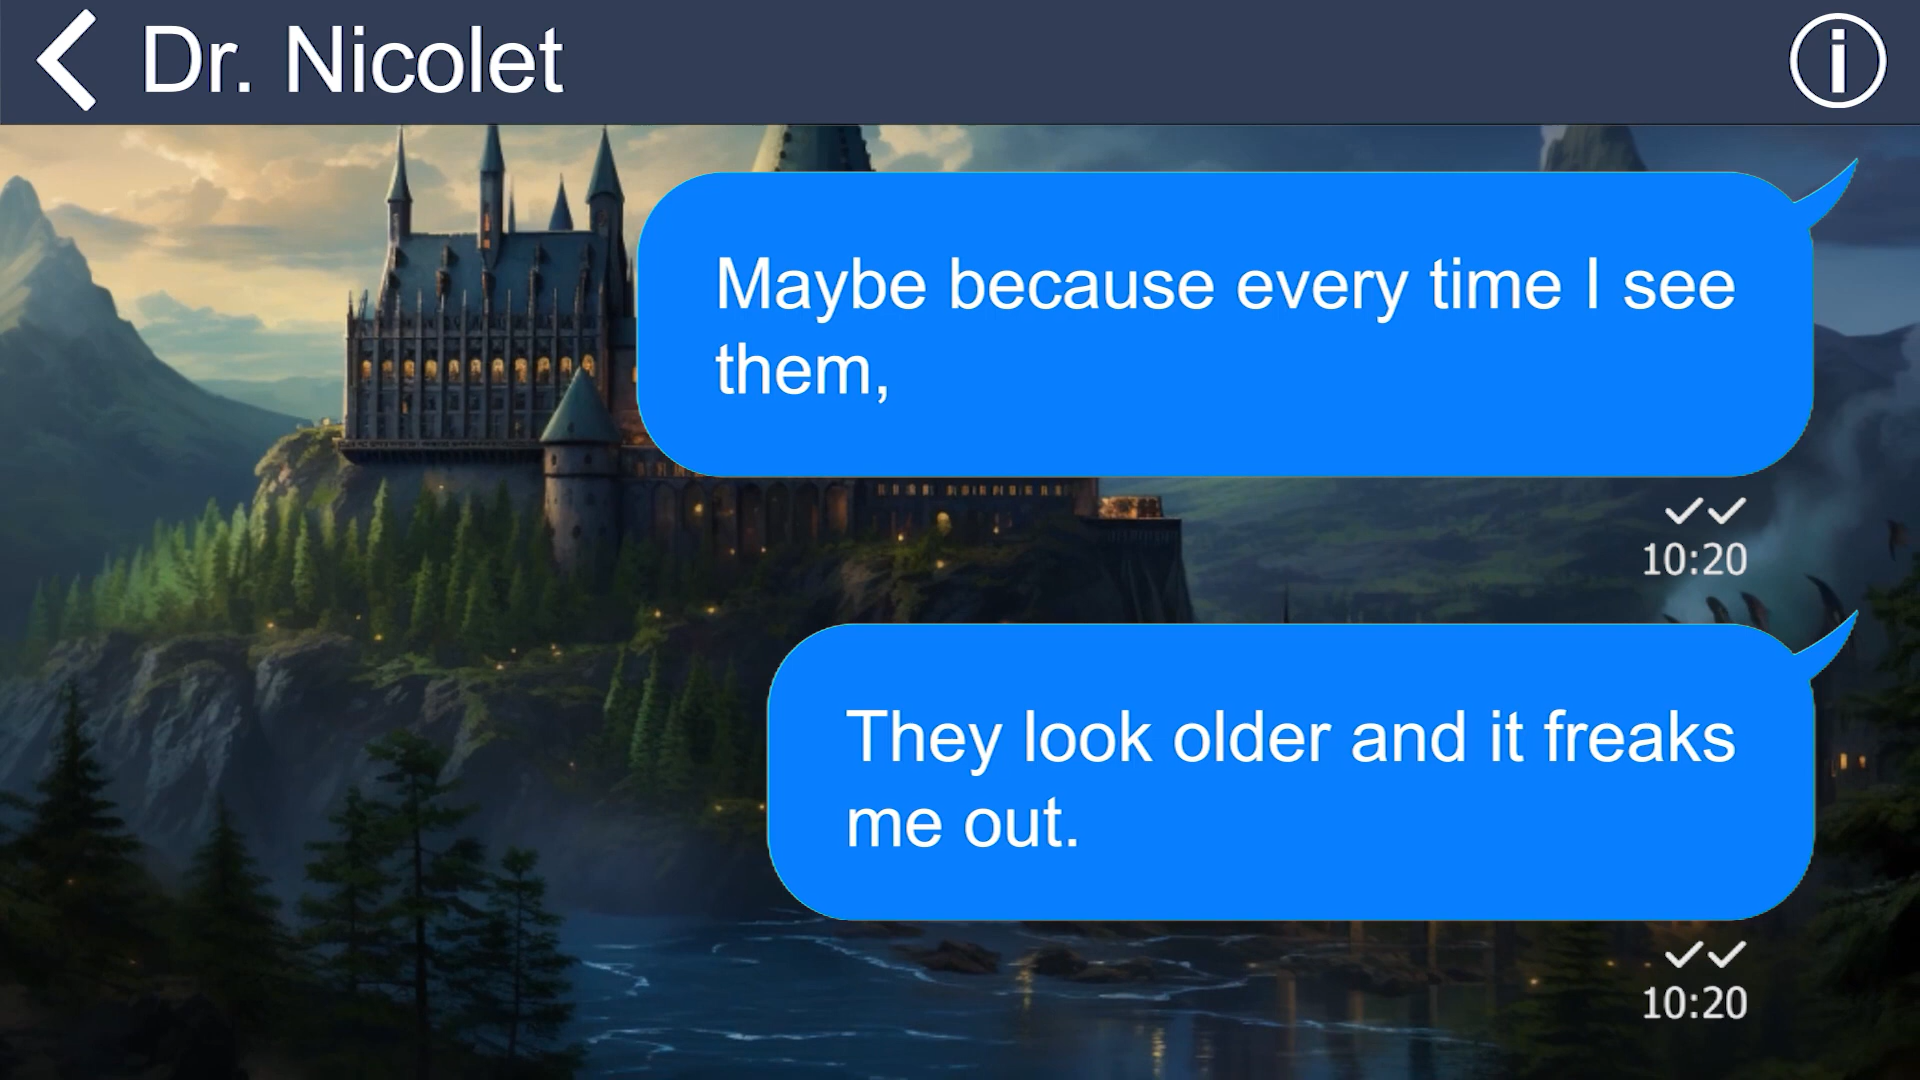 Dr. Nicolet
Maybe because every time I see
them,
10:20
They look older and it freaks
me out.
10:20